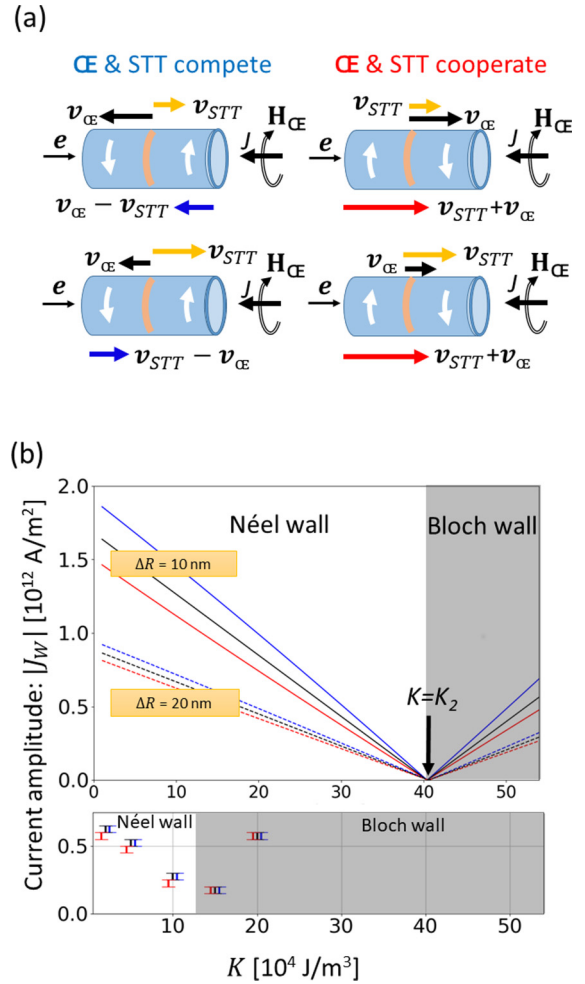 (a)
Œ & STT compete
Œ & STT cooperate
v_Œ v_STT H_Œ
v_STT v_Œ H_Œ
e J
e J
v_Œ − v_STT
v_STT+v_Œ
v_Œ v_STT H_Œ
v_STT v_Œ H_Œ
e J
e J
v_STT − v_Œ
v_STT+v_Œ
(b)
Current amplitude: |J_W| [10^12 A/m^2]
2.0
Néel wall Bloch wall
1.5
ΔR = 10 nm
1.0
ΔR = 20 nm
K=K_2
0.5
0.0
0 10 20 30 40 50
Néel wall Bloch wall
0.5
0.0
10 20 30 40 50
K [10^4 J/m^3]